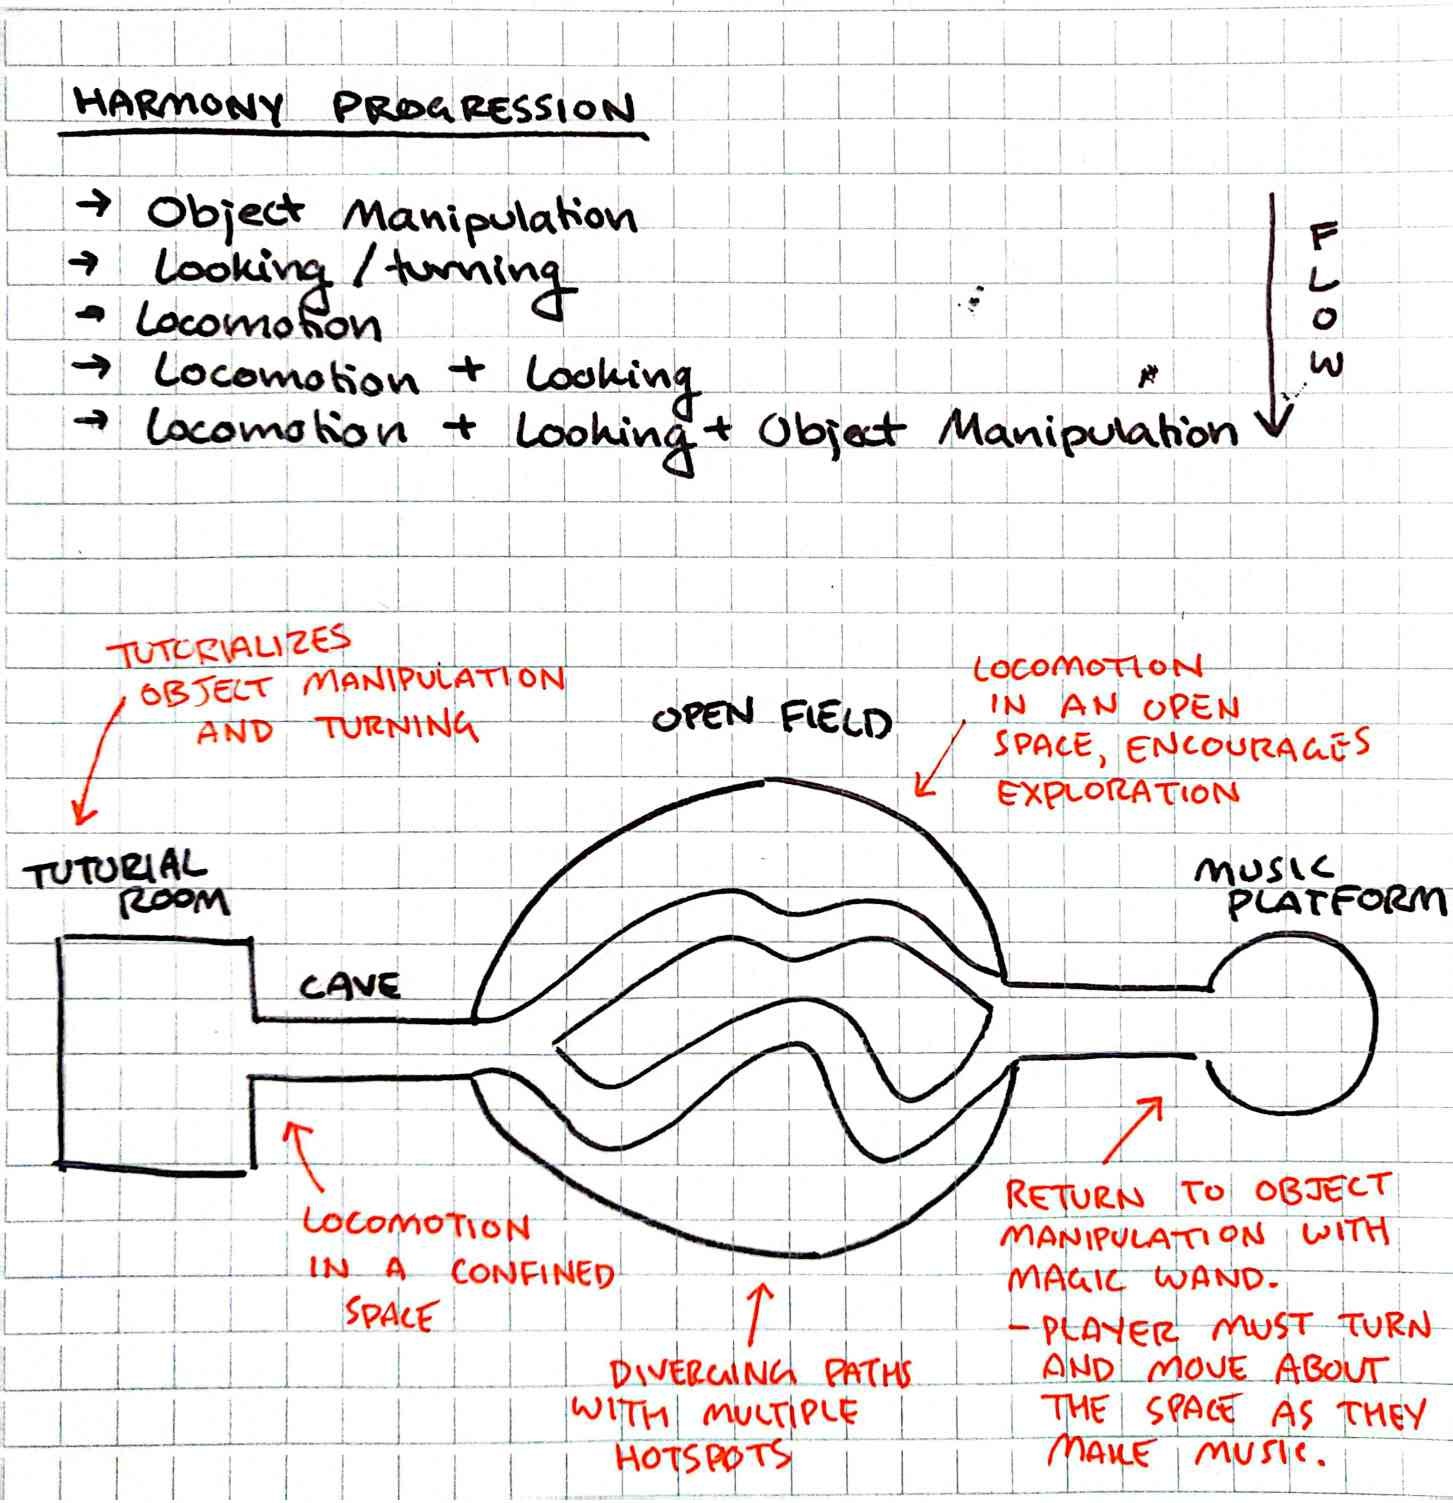 HARMONY PROGRESSION
→ Object Manipulation
→ Looking / turning
→ Locomotion
→ Locomotion + Looking
→ Locomotion + Looking + Object Manipulation
FLOW
TUTORIALIZES
OBJECT MANIPULATION
AND TURNING
OPEN FIELD
LOCOMOTION
IN AN OPEN
SPACE, ENCOURAGES
EXPLORATION
TUTURIAL
ROOM
CAVE
MUSIC
PLATFORM
LOCOMOTION
IN A CONFINED
SPACE
DIVERGING PATHS
WITH MULTIPLE
HOTSPOTS
RETURN TO OBJECT
MANIPULATION WITH
MAGIC WAND.
- PLAYER MUST TURN
AND MOVE ABOUT
THE SPACE AS THEY
MAKE MUSIC.